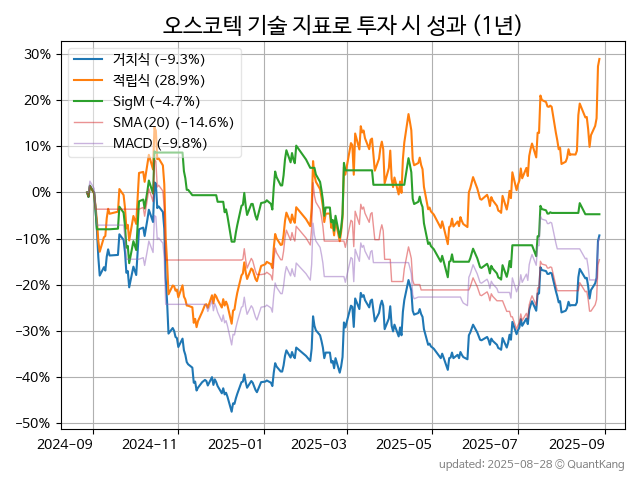 오스코텍 기술 지표로 투자 시 성과 (1년)
거치식 (−9.3%)
적립식 (28.9%)
SigM (−4.7%)
SMA(20) (−14.6%)
MACD (−9.8%)
30%
20%
10%
0%
−10%
−20%
−30%
−40%
−50%
2024-09 2024-11 2025-01 2025-03 2025-05 2025-07 2025-09
updated: 2025-08-28 © QuantKang